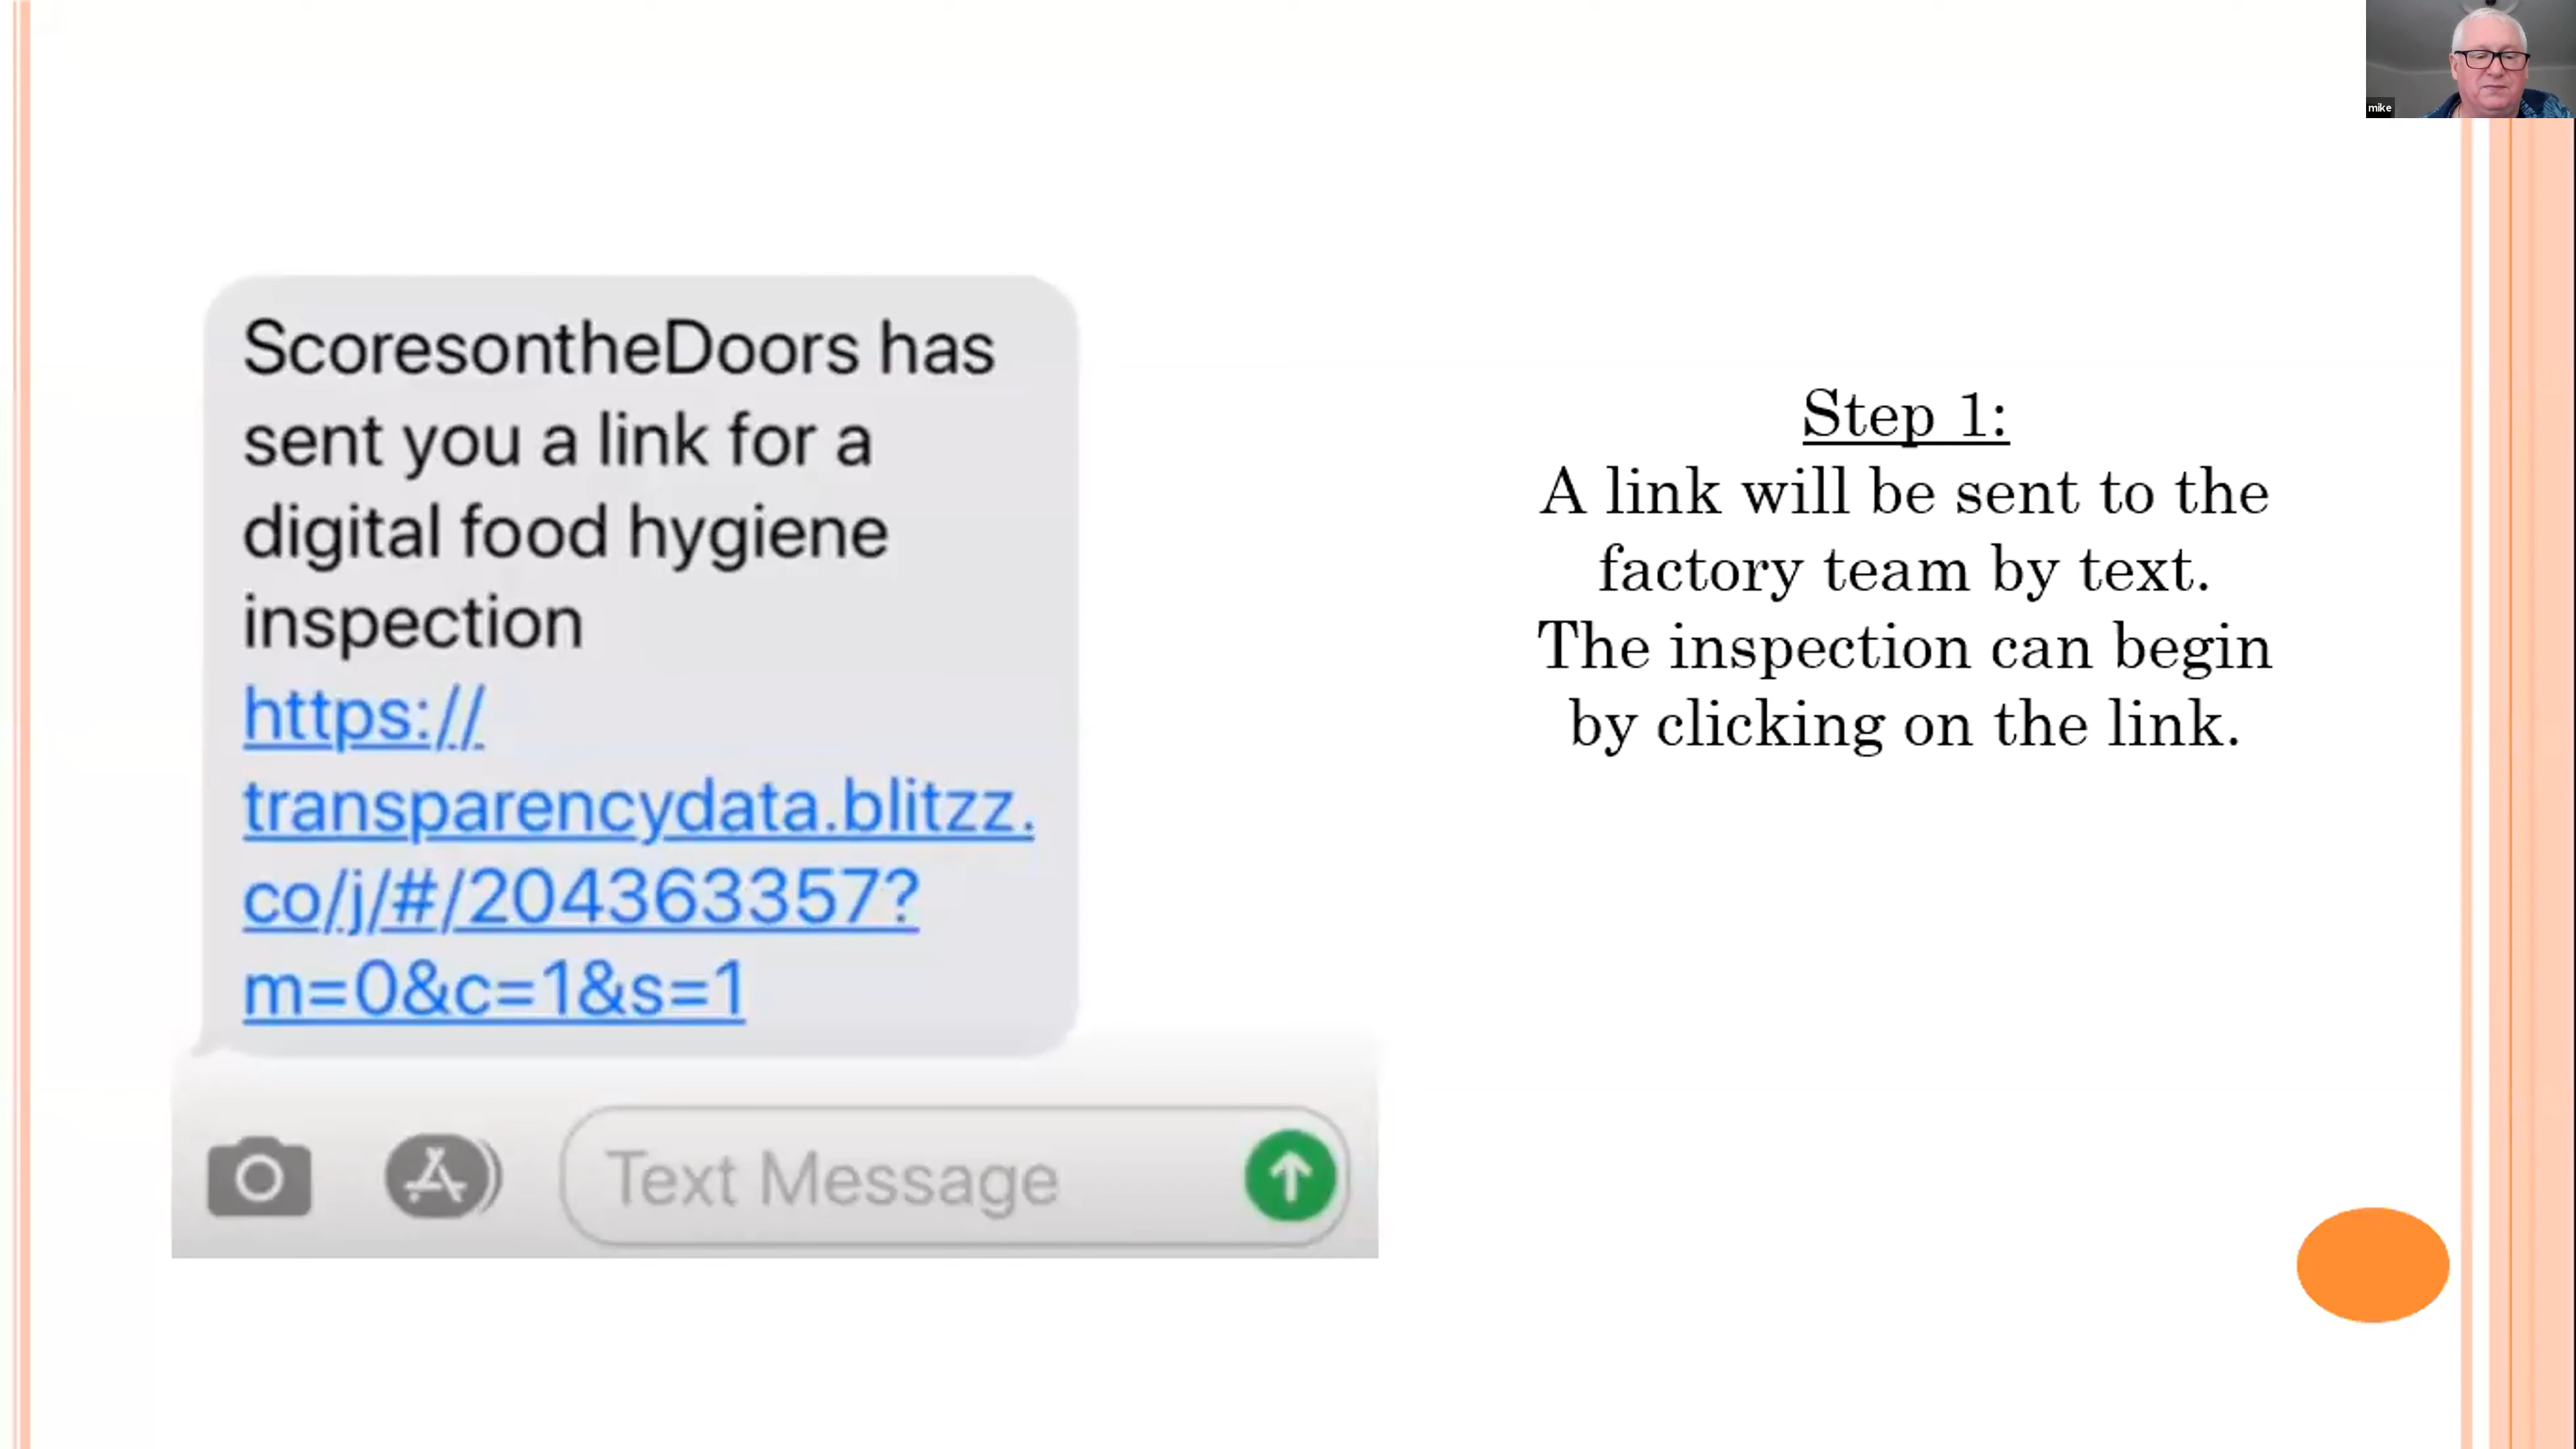 mike
ScoresontheDoors has
sent you a link for a
digital food hygiene
inspection
https://
transparencydata.blitzz.
co/j/#/204363357?
m=0&c=1&s=1
Text Message
Step 1:
A link will be sent to the
factory team by text.
The inspection can begin
by clicking on the link.